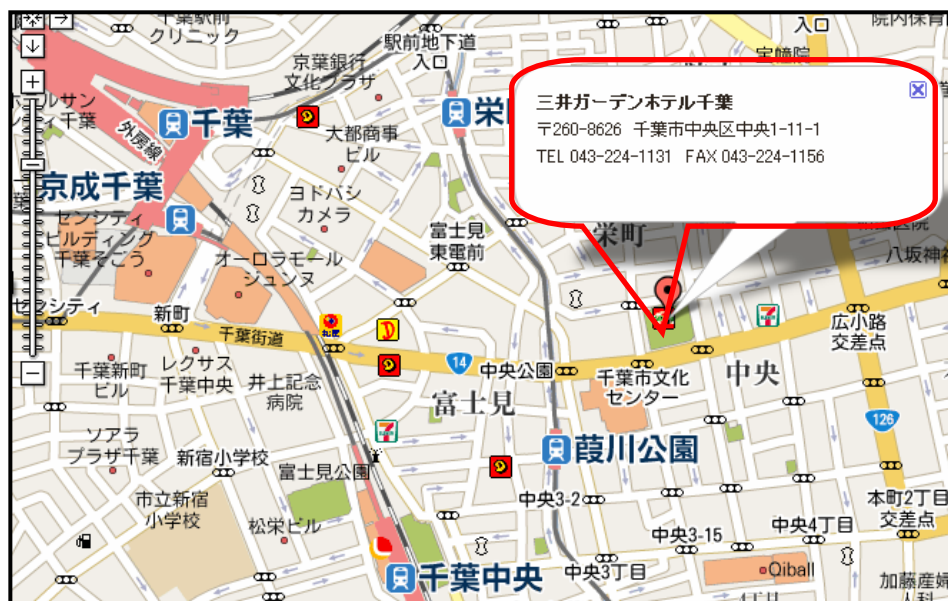 千葉駅前
クリニック
駅前地下道
入口
入口
京葉銀行
文化プラザ
千葉
大都商事
ビル
外房線
京成千葉
ヨドバシ
カメラ
センシティ
ビルディング
千葉そごう
オーロラモール
ジュンヌ
富士見
東電前
三井ガーデンホテル千葉
〒260-8626 千葉市中央区中央1-11-1
TEL 043-224-1131 FAX 043-224-1156
栄町
八坂神
センシティ
新町
千葉街道
広小路
交差点
千葉新町
ビル
レクサス
千葉中央
井上記念
病院
14
中央公園
千葉市文化
センター
中央
富士見
126
ソアラ
プラザ千葉
新宿小学校
富士見公園
葭川公園
市立新宿
小学校
松栄ビル
中央3-2
本町2丁目
交差点
中央3-15
中央4丁目
千葉中央
中央3丁目
Qiball
加藤産婦
人科